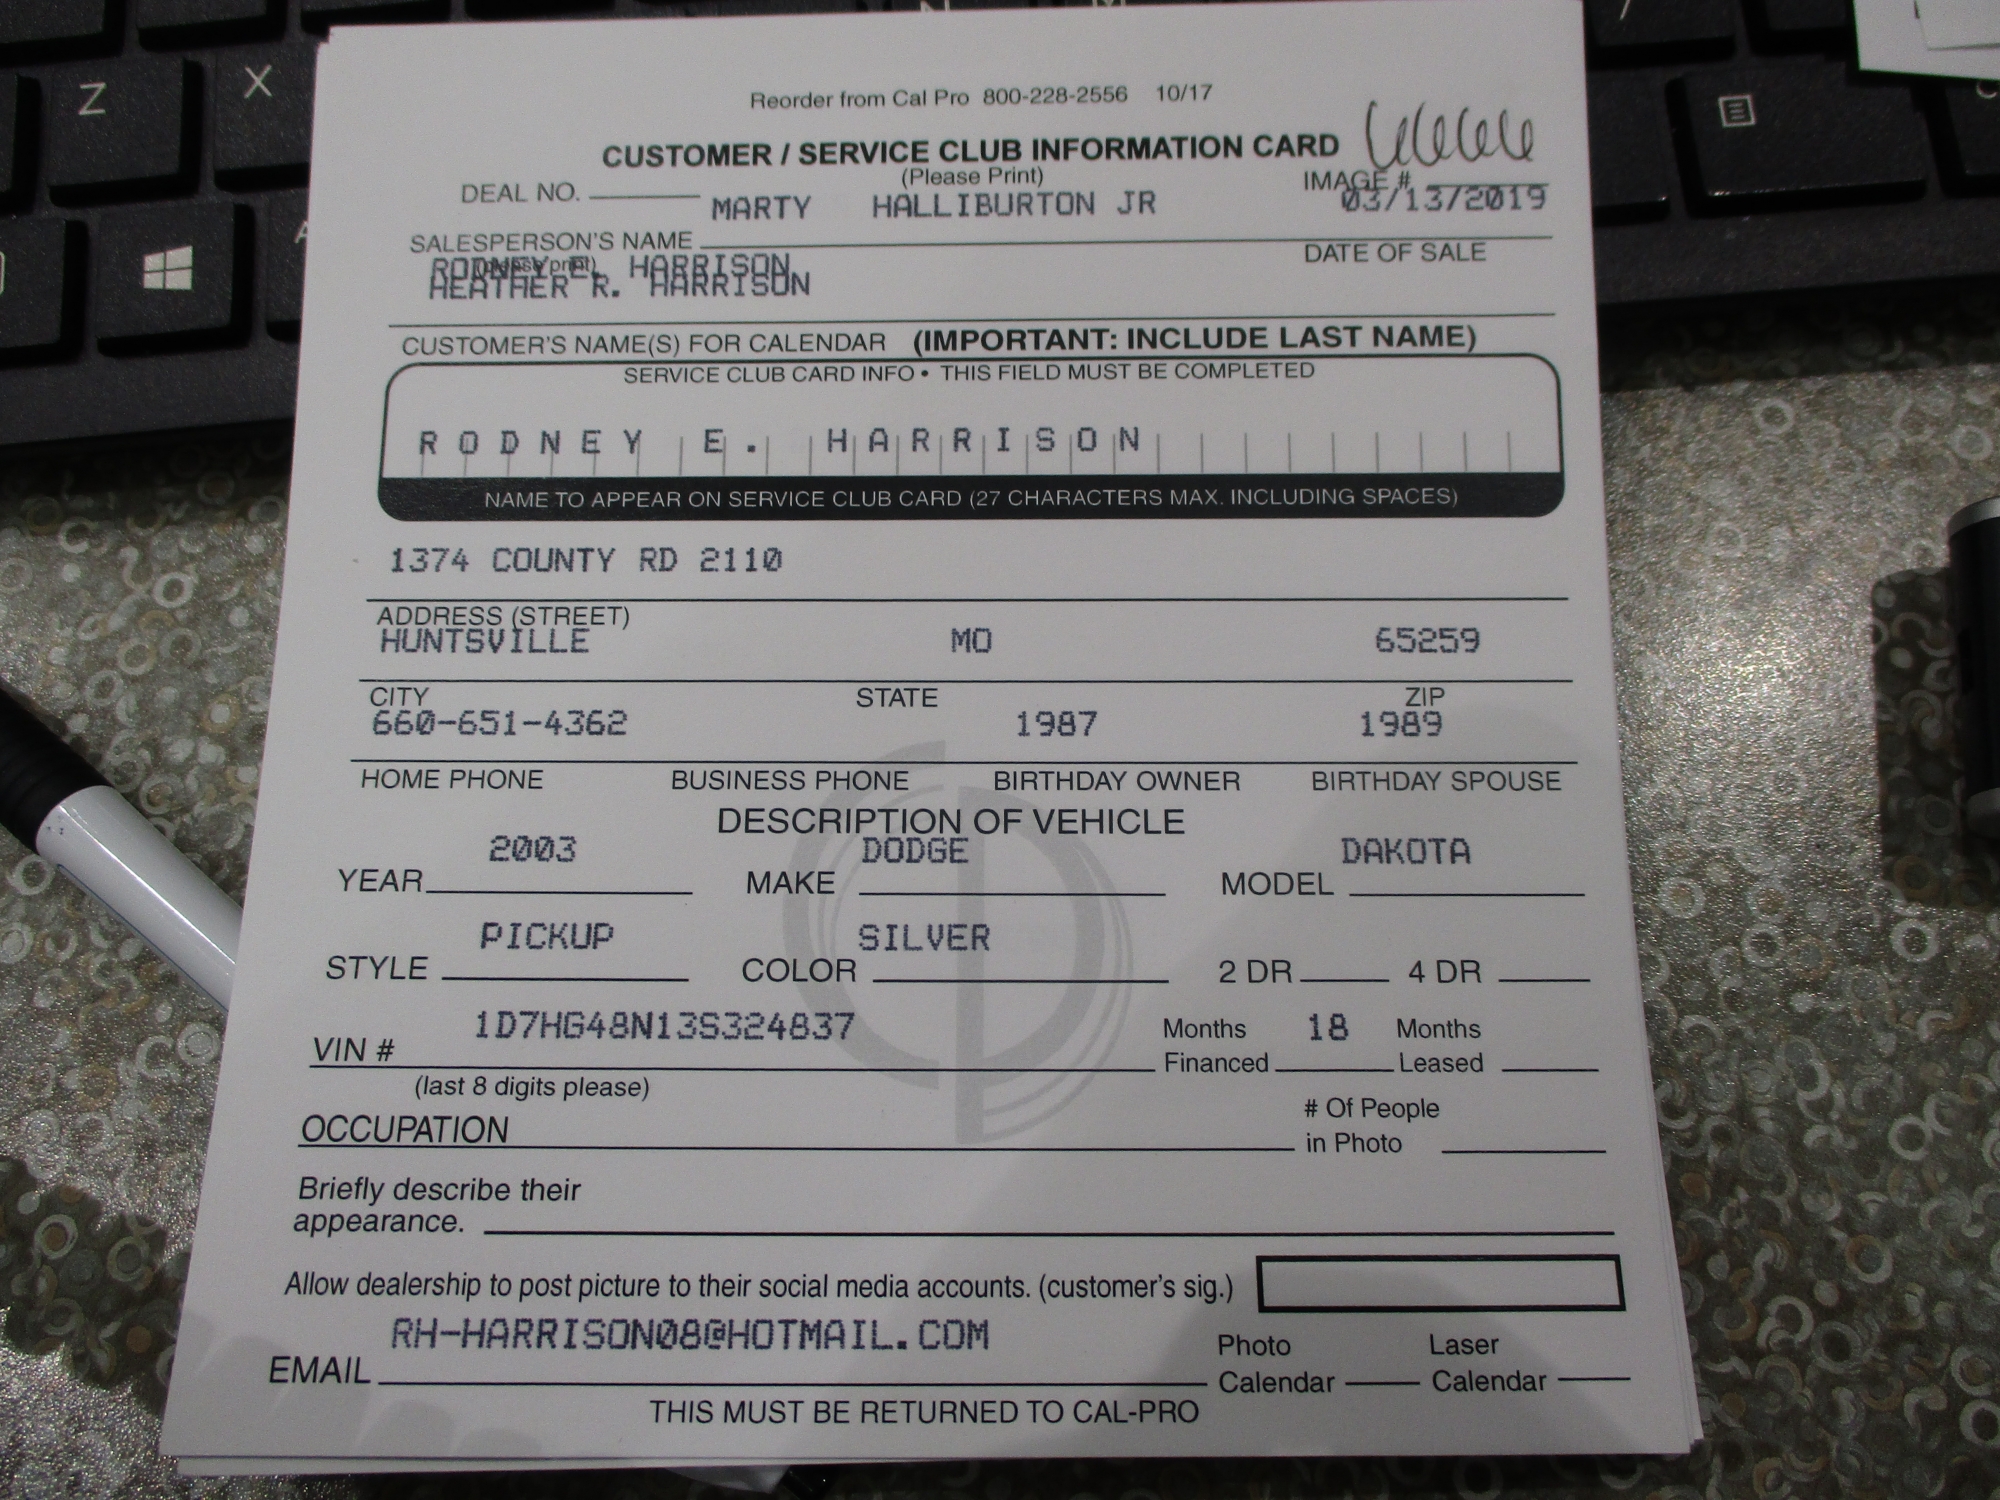 Z X
Reorder from Cal Pro 800-228-2556 10/17
CUSTOMER / SERVICE CLUB INFORMATION CARD
(Please Print)
DEAL NO. IMAGE #
MARTY HALLIBURTON JR 03/13/2019
SALESPERSON'S NAME DATE OF SALE
(please print)
RODNEY E. HARRISON
HEATHER R. HARRISON
CUSTOMER'S NAME(S) FOR CALENDAR (IMPORTANT: INCLUDE LAST NAME)
SERVICE CLUB CARD INFO • THIS FIELD MUST BE COMPLETED
RODNEY E. HARRISON
NAME TO APPEAR ON SERVICE CLUB CARD (27 CHARACTERS MAX. INCLUDING SPACES)
1374 COUNTY RD 2110
ADDRESS (STREET)
HUNTSVILLE MO 65259
CITY STATE ZIP
660-651-4362 1987 1989
HOME PHONE BUSINESS PHONE BIRTHDAY OWNER BIRTHDAY SPOUSE
DESCRIPTION OF VEHICLE
2003 DODGE DAKOTA
YEAR MAKE MODEL
PICKUP SILVER
STYLE COLOR 2 DR 4 DR
1D7HG48N13S324837 Months 18 Months
VIN # Financed Leased
(last 8 digits please)
OCCUPATION # Of People
in Photo
Briefly describe their
appearance.
Allow dealership to post picture to their social media accounts. (customer's sig.)
RH-HARRISON08@HOTMAIL.COM Photo Laser
EMAIL Calendar Calendar
THIS MUST BE RETURNED TO CAL-PRO